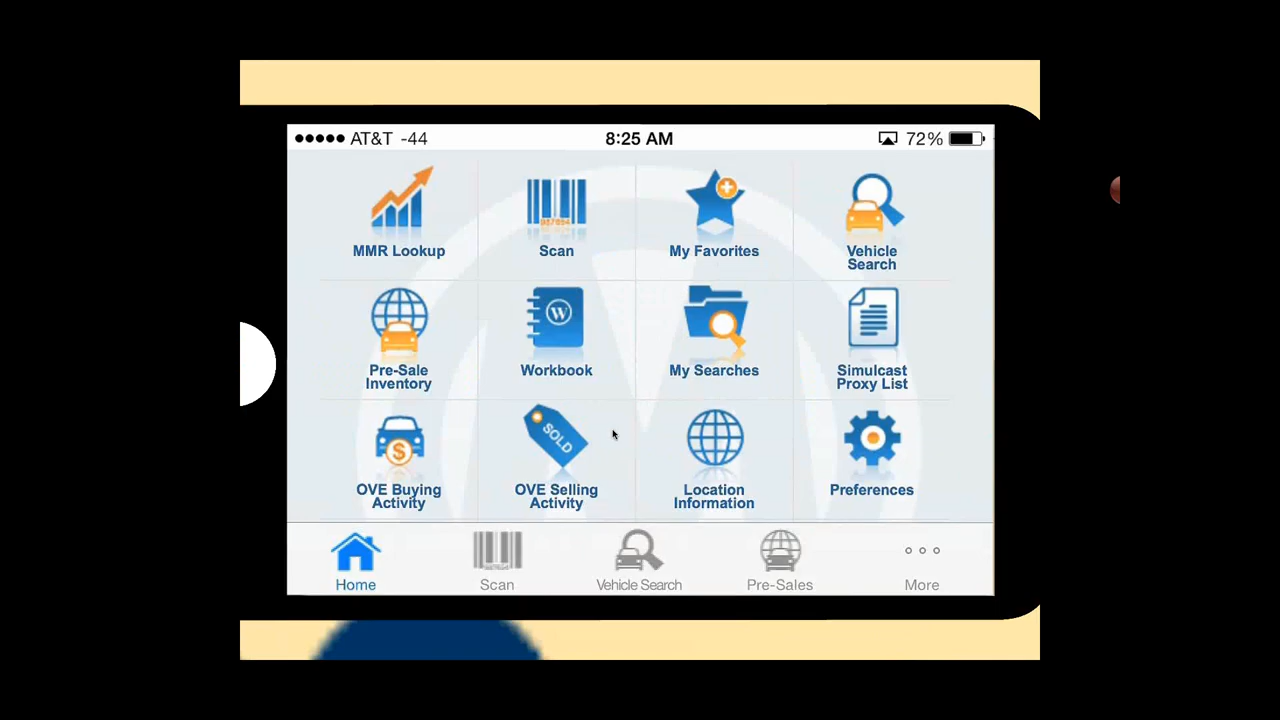 AT&T -44 8:25 AM 72%
MMR Lookup
Scan
My Favorites
Vehicle
Search
Pre-Sale
Inventory
W
Workbook
My Searches
Simulcast
Proxy List
$
OVE Buying
Activity
SOLD
OVE Selling
Activity
Location
Information
Preferences
Home
Scan
Vehicle Search
Pre-Sales
More